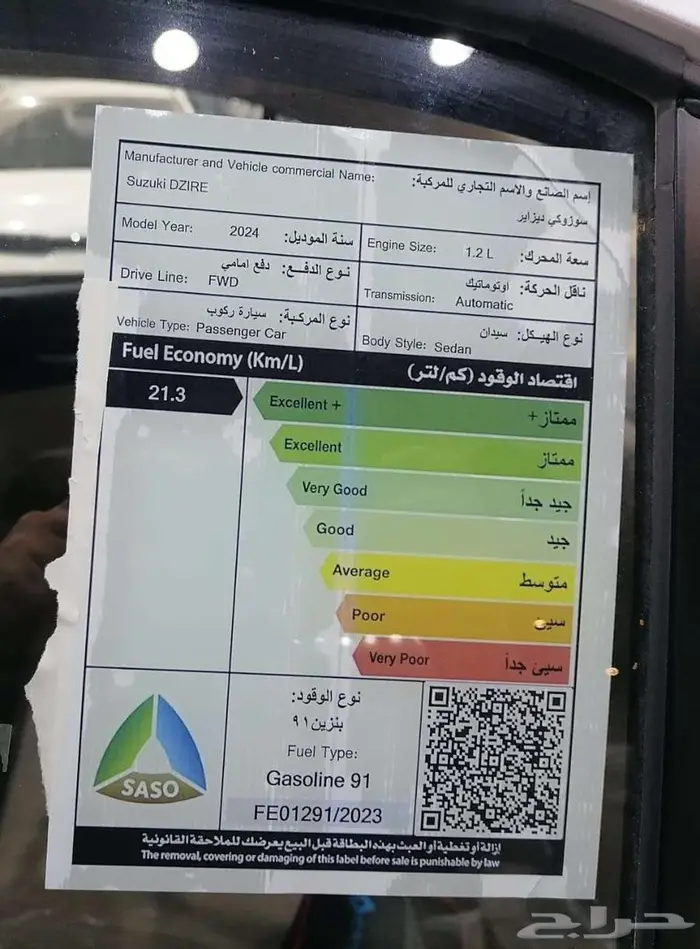 Manufacturer and Vehicle commercial Name:
إسم الصانع والاسم التجاري للمركبة:
Suzuki DZIRE
سوزوكي ديزاير
Model Year: 2024 سنة الموديل:
Engine Size: 1.2 L سعة المحرك:
Drive Line: دفع امامي نوع الدفع:
FWD
Transmission: اوتوماتيك ناقل الحركة:
Automatic
Vehicle Type: سيارة ركوب نوع المركبة:
Passenger Car
Body Style: سيدان نوع الهيكل:
Sedan
Fuel Economy (Km/L)
اقتصاد الوقود (كم/لتر)
21.3
Excellent + ممتاز+
Excellent ممتاز
Very Good جيد جداً
Good جيد
Average متوسط
Poor سيئ
Very Poor سيئ جداً
SASO
نوع الوقود:
بنزين ٩١
Fuel Type:
Gasoline 91
FE01291/2023
إزالة أو تغطية أو العبث بهذه البطاقة قبل البيع يعرضك للملاحقة القانونية
The removal, covering or damaging of this label before sale is punishable by law
حراج